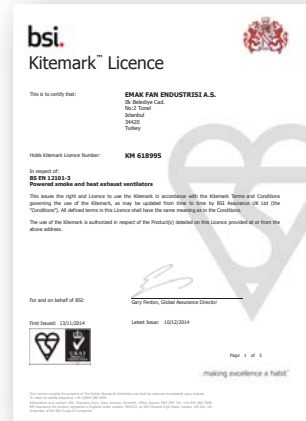 bsi.
Kitemark™ Licence
This is to certify that:
EMAK FAN ENDUSTRISI A.S.
Ilk Belediye Cad.
No:2 Tunel
Istanbul
34420
Turkey
Holds Kitemark Licence Number:
KM 618995
In respect of:
BS EN 12101-3
Powered smoke and heat exhaust ventilators
This issues the right and Licence to use the Kitemark in accordance with the Kitemark Terms and Conditions
governing the use of the Kitemark, as may be updated from time to time by BSI Assurance UK Ltd (the
"Conditions"). All defined terms in this Licence shall have the same meaning as in the Conditions.
The use of the Kitemark is authorized in respect of the Product(s) detailed on this Licence provided at or from the
above address.
For and on behalf of BSI:
Gary Fenton, Global Assurance Director
First Issued: 13/11/2014
Latest Issue: 10/12/2014
Page 1 of 5
...making excellence a habit.™